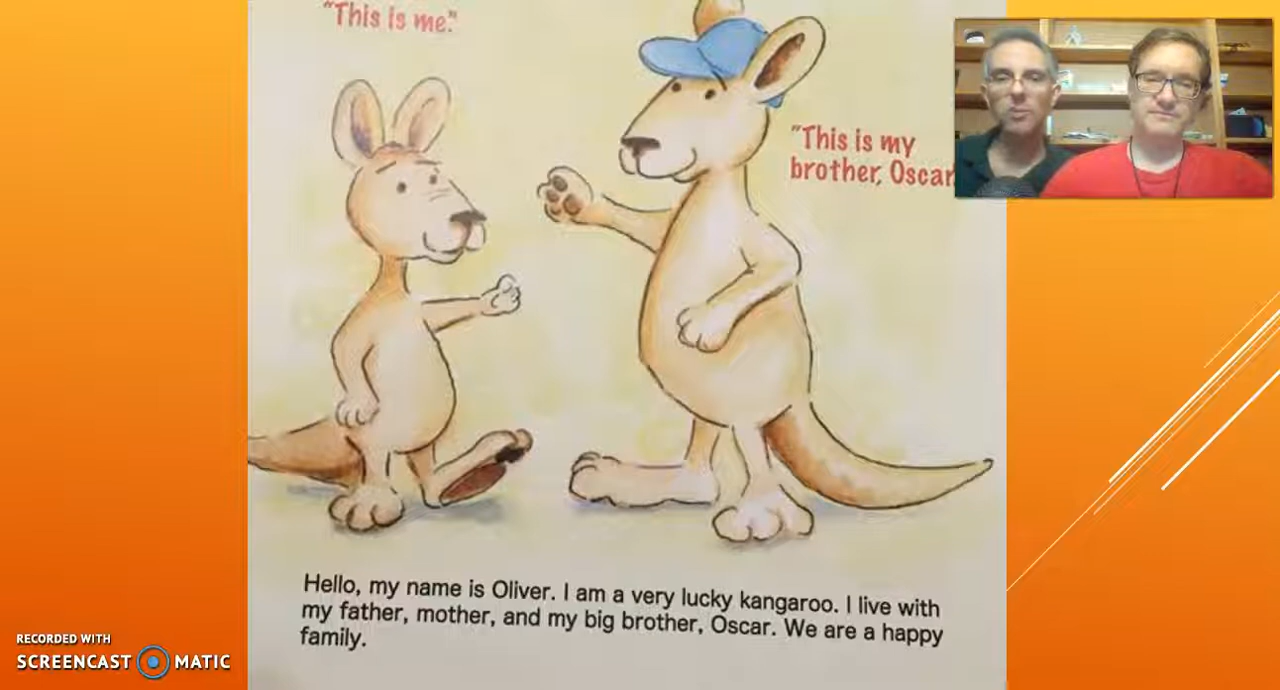 "This is me."
"This is my
brother, Oscar
Hello, my name is Oliver. I am a very lucky kangaroo. I live with
my father, mother, and my big brother, Oscar. We are a happy
family.
RECORDED WITH
SCREENCAST MATIC